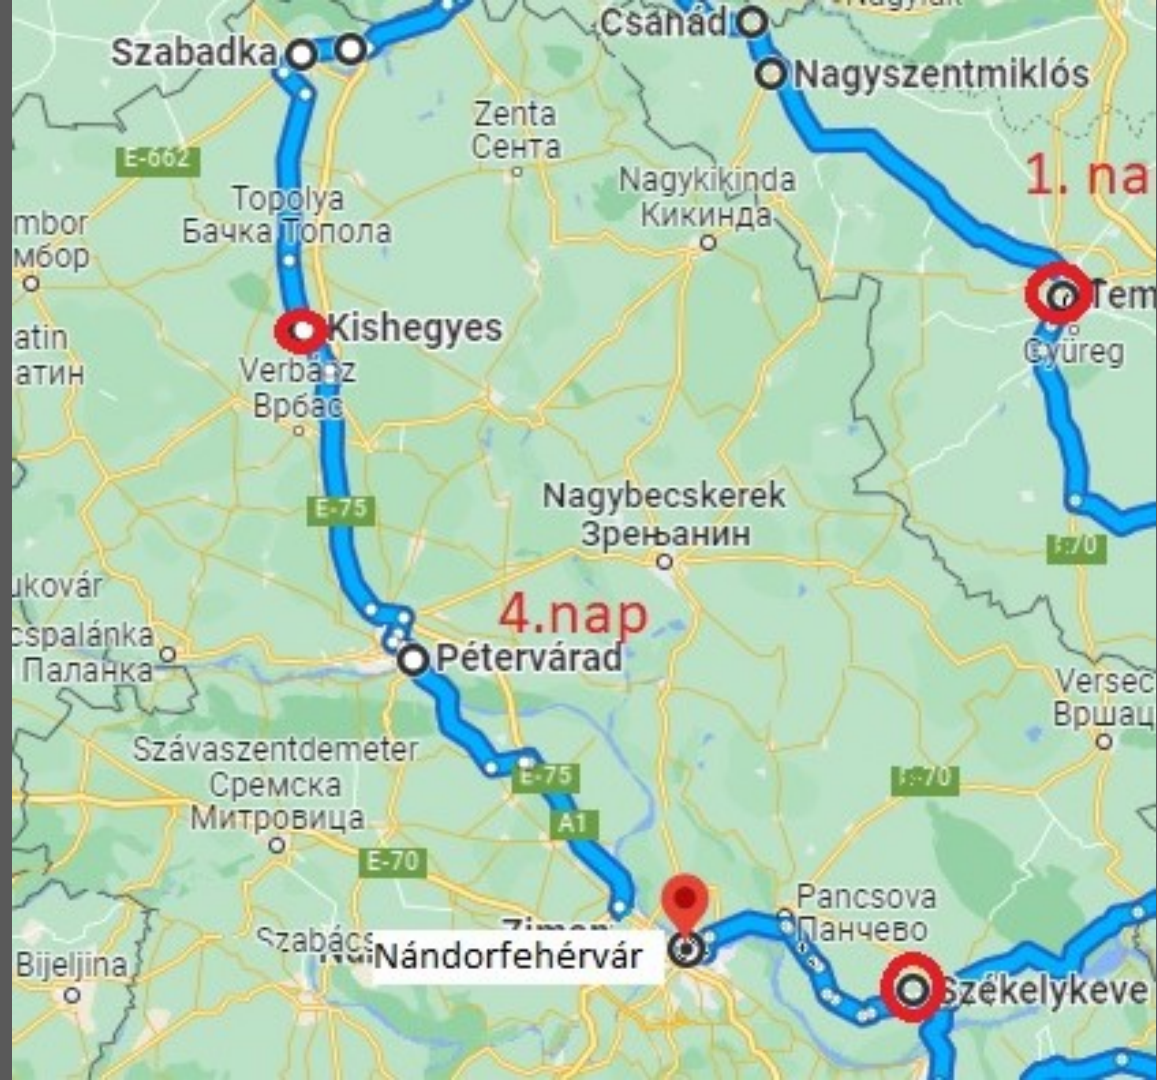 Csanád
Szabadka
Nagyszentmiklós
Zenta
Сента
E-662
1. na
Nagykikinda
Кикинда
Topolya
Бачка Топола
mbor
мбор
Tem
Kishegyes
atin
атин
Gyüreg
Verbász
Врбас
Nagybecskerek
Зрењанин
E-75
E-70
ukovár
4.nap
cspalánka
Паланка
Pétervárad
Versec
Вршац
Szávaszentdemeter
Сремска
Митровица
E-75
E-70
A1
E-70
Pancsova
Панчево
Zimon
Szabács
Nándorfehérvár
Bijeljina
Székelykeve